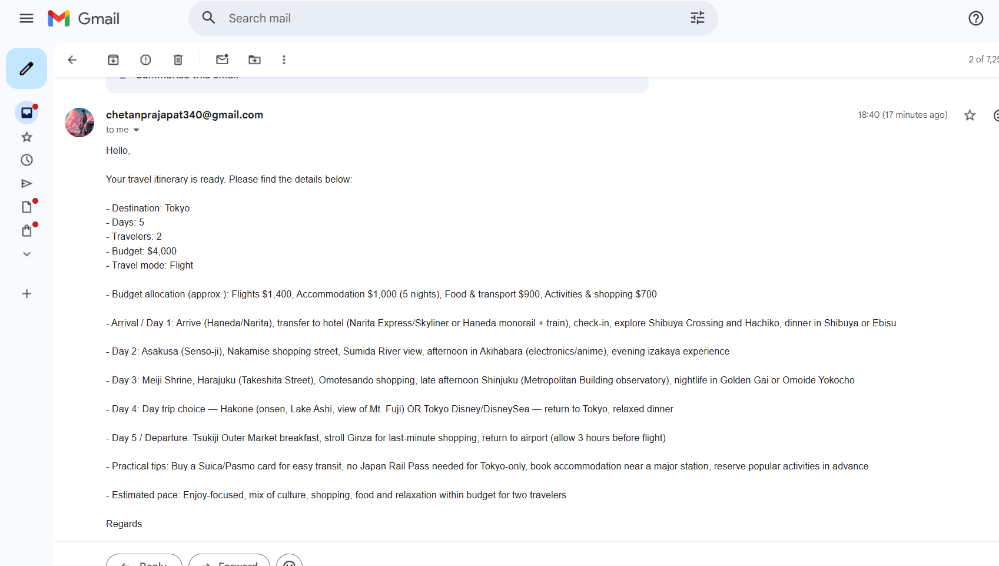 Gmail
Search mail
2 of 7,25
Summarise this email
chetanprajapat340@gmail.com
18:40 (17 minutes ago)
to me
Hello,
Your travel itinerary is ready. Please find the details below:
- Destination: Tokyo
- Days: 5
- Travelers: 2
- Budget: $4,000
- Travel mode: Flight
- Budget allocation (approx.): Flights $1,400, Accommodation $1,000 (5 nights), Food & transport $900, Activities & shopping $700
- Arrival / Day 1: Arrive (Haneda/Narita), transfer to hotel (Narita Express/Skyliner or Haneda monorail + train), check-in, explore Shibuya Crossing and Hachiko, dinner in Shibuya or Ebisu
- Day 2: Asakusa (Senso-ji), Nakamise shopping street, Sumida River view, afternoon in Akihabara (electronics/anime), evening izakaya experience
- Day 3: Meiji Shrine, Harajuku (Takeshita Street), Omotesando shopping, late afternoon Shinjuku (Metropolitan Building observatory), nightlife in Golden Gai or Omoide Yokocho
- Day 4: Day trip choice — Hakone (onsen, Lake Ashi, view of Mt. Fuji) OR Tokyo Disney/DisneySea — return to Tokyo, relaxed dinner
- Day 5 / Departure: Tsukiji Outer Market breakfast, stroll Ginza for last-minute shopping, return to airport (allow 3 hours before flight)
- Practical tips: Buy a Suica/Pasmo card for easy transit, no Japan Rail Pass needed for Tokyo-only, book accommodation near a major station, reserve popular activities in advance
- Estimated pace: Enjoy-focused, mix of culture, shopping, food and relaxation within budget for two travelers
Regards
Reply
Forward